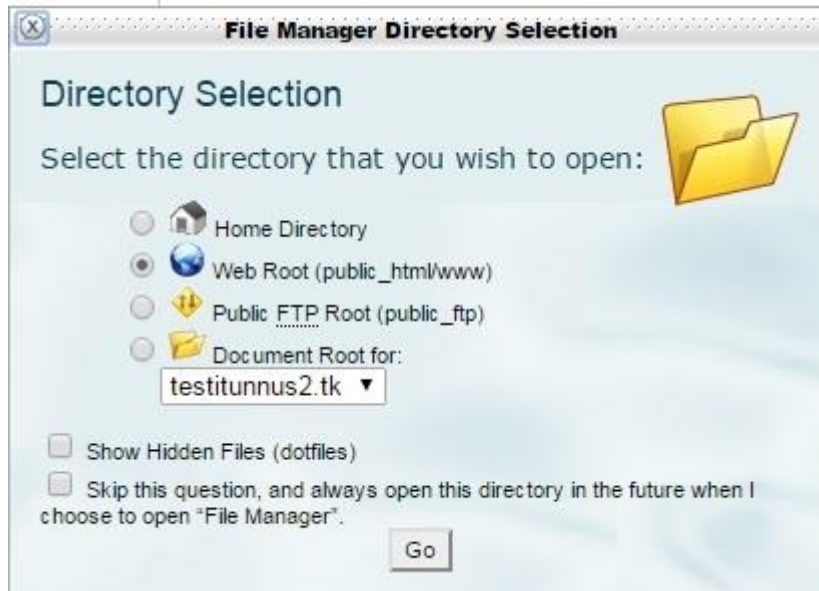 File Manager Directory Selection
Directory Selection
Select the directory that you wish to open:
Home Directory
Web Root (public_html/www)
Public FTP Root (public_ftp)
Document Root for:
testitunnus2.tk
Show Hidden Files (dotfiles)
Skip this question, and always open this directory in the future when I
choose to open “File Manager”.
Go